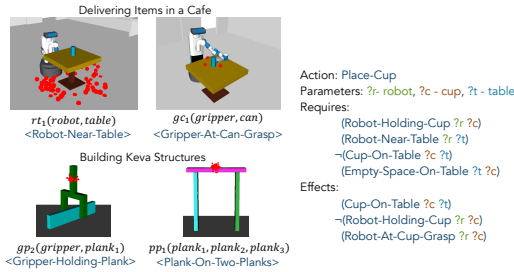 Delivering Items in a Cafe
rt1(robot, table)
<Robot-Near-Table>
gc1(gripper, can)
<Gripper-At-Can-Grasp>
Building Keva Structures
gp2(gripper, plank1)
<Gripper-Holding-Plank>
pp1(plank1, plank2, plank3)
<Plank-On-Two-Planks>
Action: Place-Cup
Parameters: ?r- robot, ?c - cup, ?t - table
Requires:
(Robot-Holding-Cup ?r ?c)
(Robot-Near-Table ?r ?t)
¬(Cup-On-Table ?c ?t)
(Empty-Space-On-Table ?t ?c)
Effects:
(Cup-On-Table ?c ?t)
¬(Robot-Holding-Cup ?r ?c)
(Robot-At-Cup-Grasp ?r ?c)